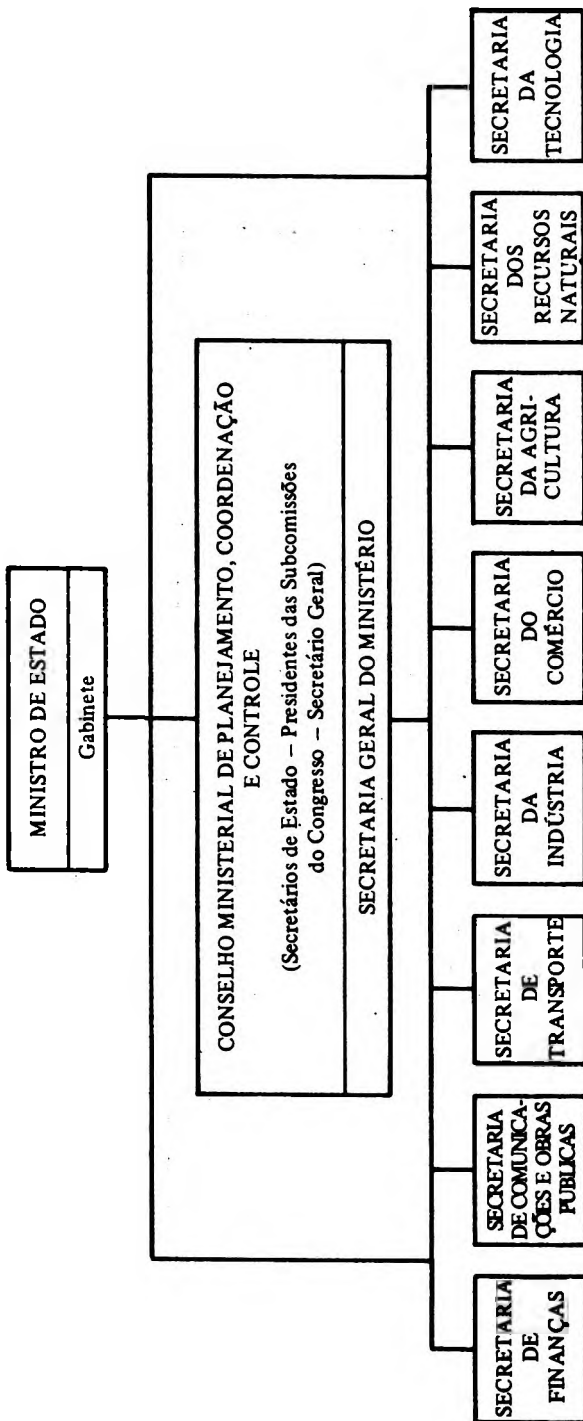 MINISTRO DE ESTADO
Gabinete
CONSELHO MINISTERIAL DE PLANEJAMENTO, COORDENAÇÃO
E CONTROLE
(Secretários de Estado – Presidentes das Subcomissões
do Congresso – Secretário Geral)
SECRETARIA GERAL DO MINISTÉRIO
SECRETARIA
DE
FINANÇAS
SECRETARIA
DE COMUNICA-
ÇÕES E OBRAS
PUBLICAS
SECRETARIA
DE
TRANSPORTE
SECRETARIA
DA
INDÚSTRIA
SECRETARIA
DO
COMÉRCIO
SECRETARIA
DA AGRI-
CULTURA
SECRETARIA
DOS
RECURSOS
NATURAIS
SECRETARIA
DA
TECNOLOGIA